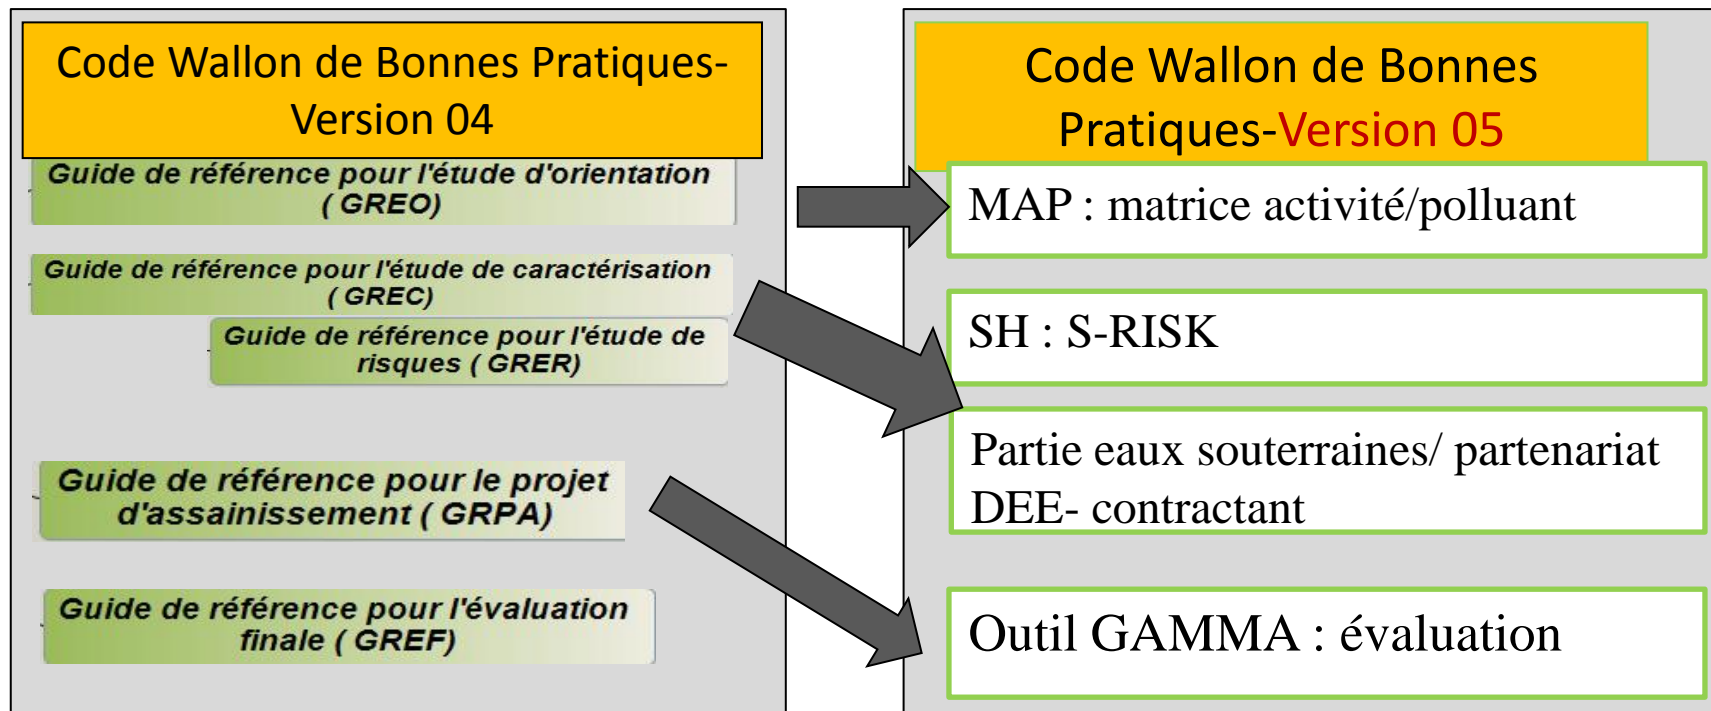 Code Wallon de Bonnes Pratiques-
Version 04
Guide de référence pour l'étude d'orientation
( GREO)
Guide de référence pour l'étude de caractérisation
( GREC)
Guide de référence pour l'étude de
risques ( GRER)
Guide de référence pour le projet
d'assainissement ( GRPA)
Guide de référence pour l'évaluation
finale ( GREF)
Code Wallon de Bonnes
Pratiques-Version 05
MAP : matrice activité/polluant
SH : S-RISK
Partie eaux souterraines/ partenariat
DEE- contractant
Outil GAMMA : évaluation